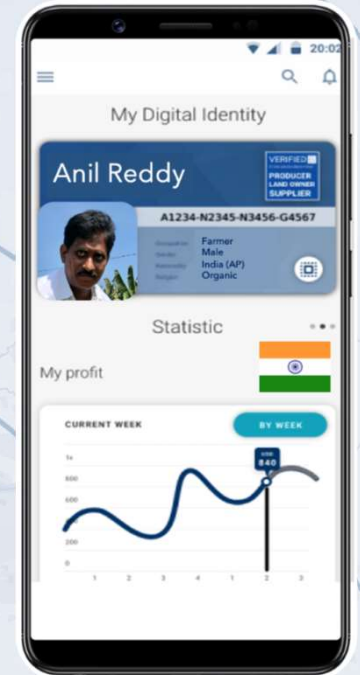 20:02
My Digital Identity
Anil Reddy
VERIFIED
PRODUCER
LAND OWNER
SUPPLIER
A1234-N2345-N3456-G4567
Farmer
Male
India (AP)
Organic
Statistic
My profit
CURRENT WEEK
BY WEEK
840
800
600
200
0
1 2 3 4 1 2 3